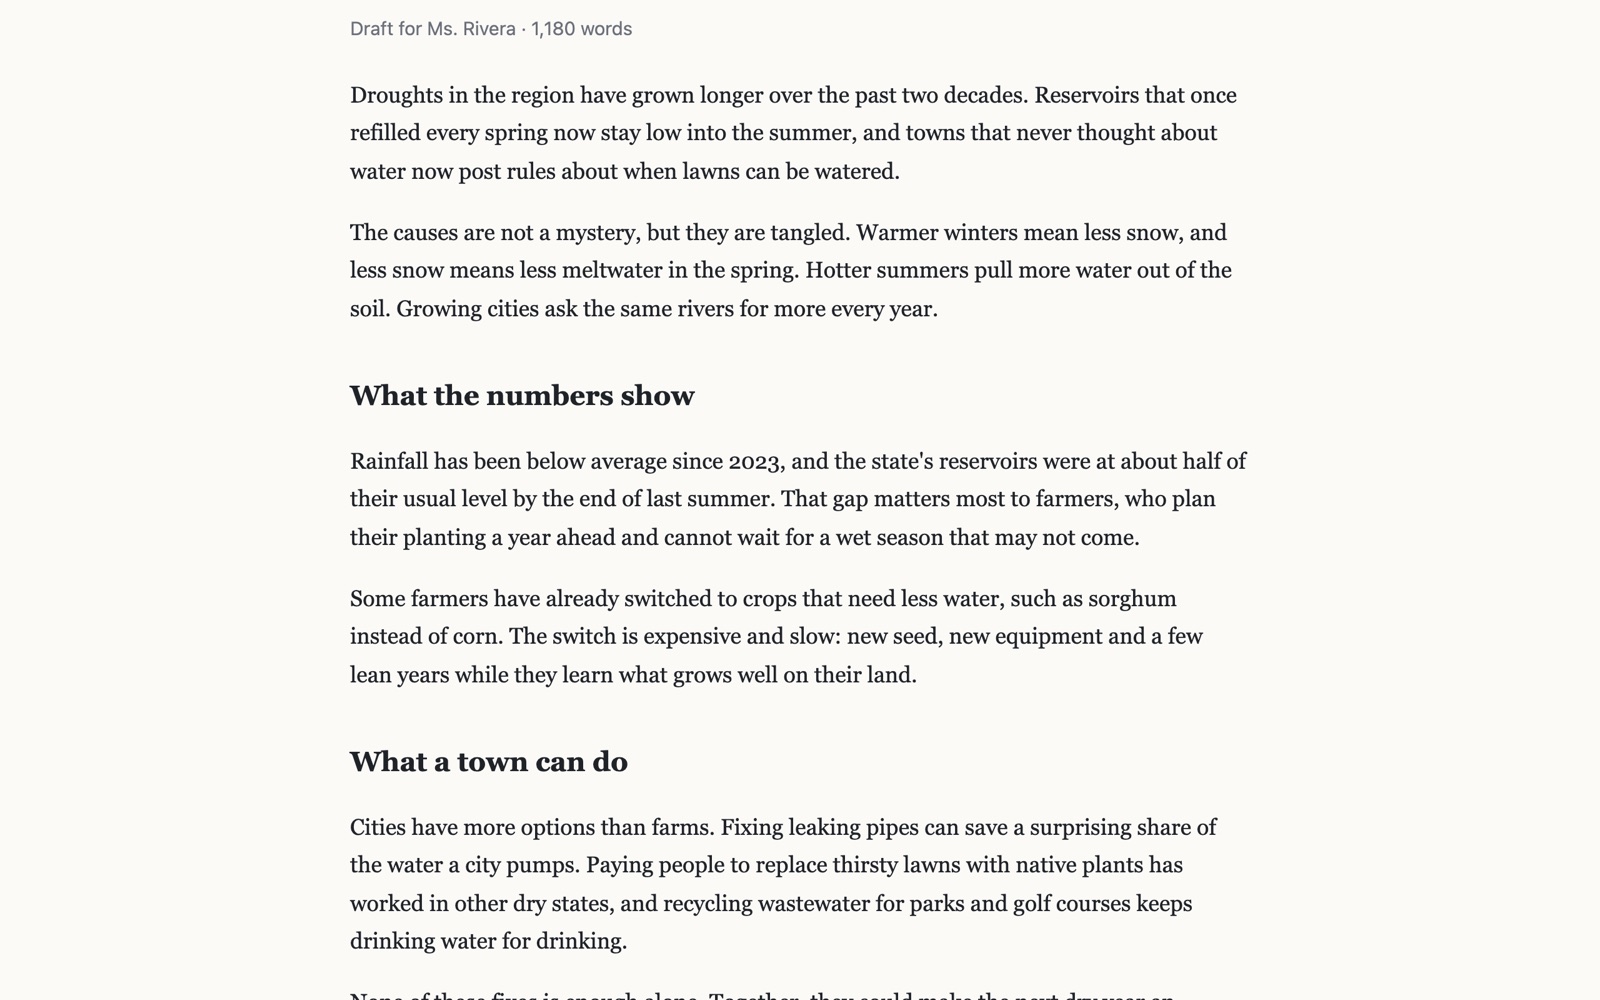 Draft for Ms. Rivera · 1,180 words
Droughts in the region have grown longer over the past two decades. Reservoirs that once
refilled every spring now stay low into the summer, and towns that never thought about
water now post rules about when lawns can be watered.
The causes are not a mystery, but they are tangled. Warmer winters mean less snow, and
less snow means less meltwater in the spring. Hotter summers pull more water out of the
soil. Growing cities ask the same rivers for more every year.
What the numbers show
Rainfall has been below average since 2023, and the state's reservoirs were at about half of
their usual level by the end of last summer. That gap matters most to farmers, who plan
their planting a year ahead and cannot wait for a wet season that may not come.
Some farmers have already switched to crops that need less water, such as sorghum
instead of corn. The switch is expensive and slow: new seed, new equipment and a few
lean years while they learn what grows well on their land.
What a town can do
Cities have more options than farms. Fixing leaking pipes can save a surprising share of
the water a city pumps. Paying people to replace thirsty lawns with native plants has
worked in other dry states, and recycling wastewater for parks and golf courses keeps
drinking water for drinking.